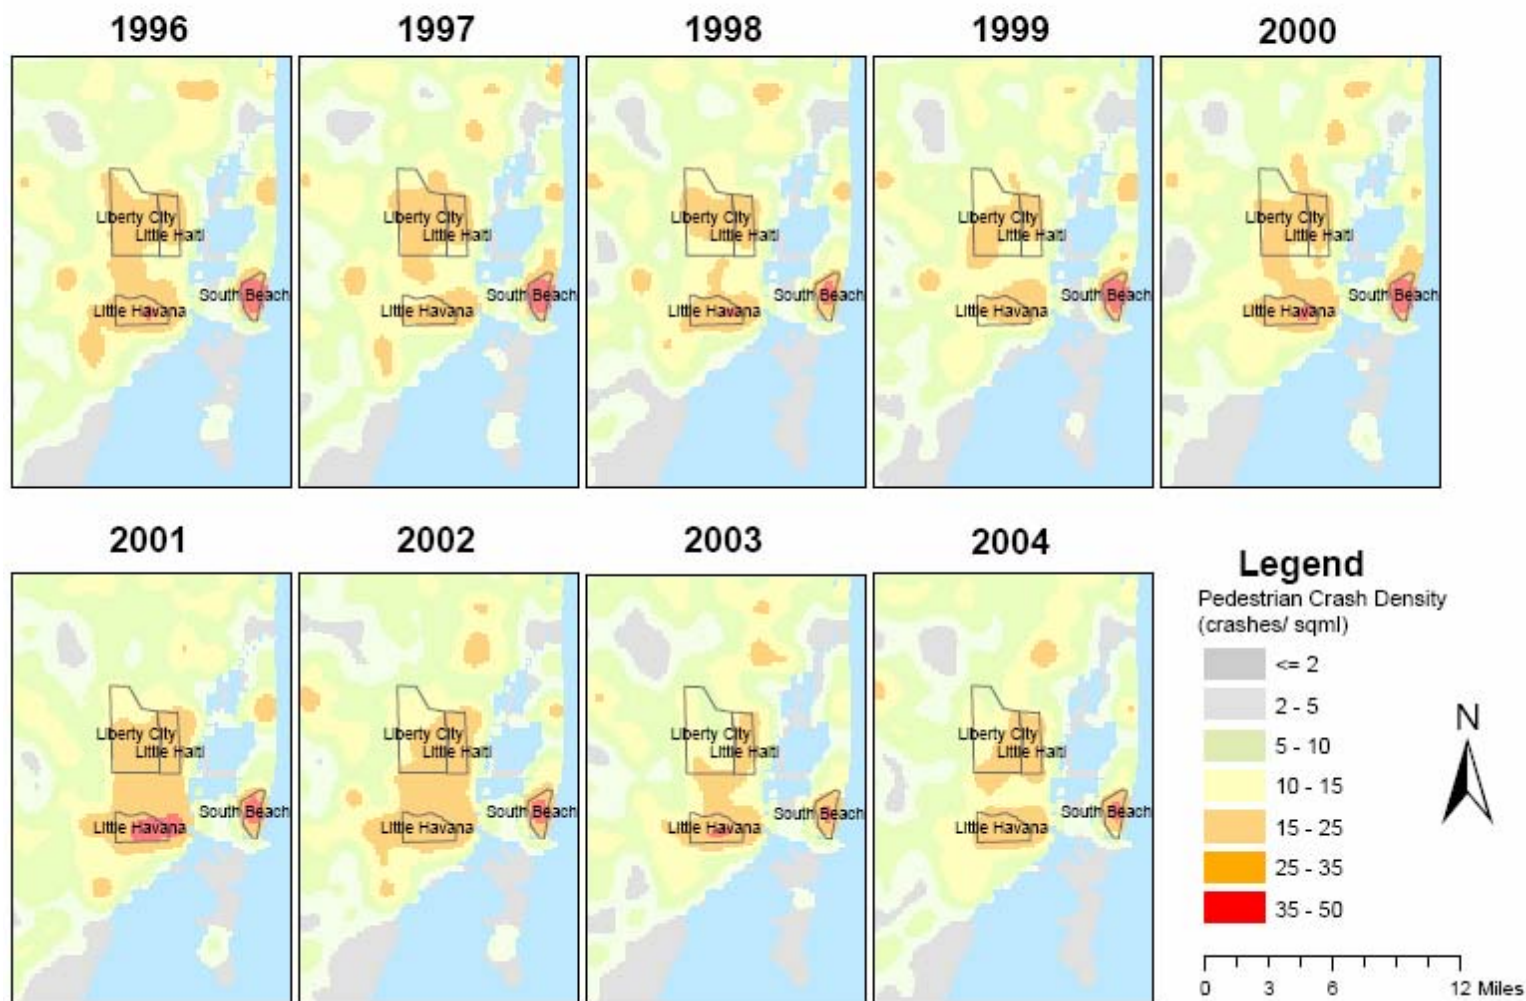 1996
1997
1998
1999
2000
Liberty City
Little Haiti
South Beach
Little Havana
Liberty City
Little Haiti
South Beach
Little Havana
Liberty City
Little Haiti
South Beach
Little Havana
Liberty City
Little Haiti
South Beach
Little Havana
Liberty City
Little Haiti
South Beach
Little Havana
2001
2002
2003
2004
Liberty City
Little Haiti
South Beach
Little Havana
Liberty City
Little Haiti
South Beach
Little Havana
Liberty City
Little Haiti
South Beach
Little Havana
Liberty City
Little Haiti
South Beach
Little Havana
Legend
Pedestrian Crash Density
(crashes/ sqml)
<= 2
2 - 5
5 - 10
10 - 15
15 - 25
25 - 35
35 - 50
N
0 3 6 12 Miles